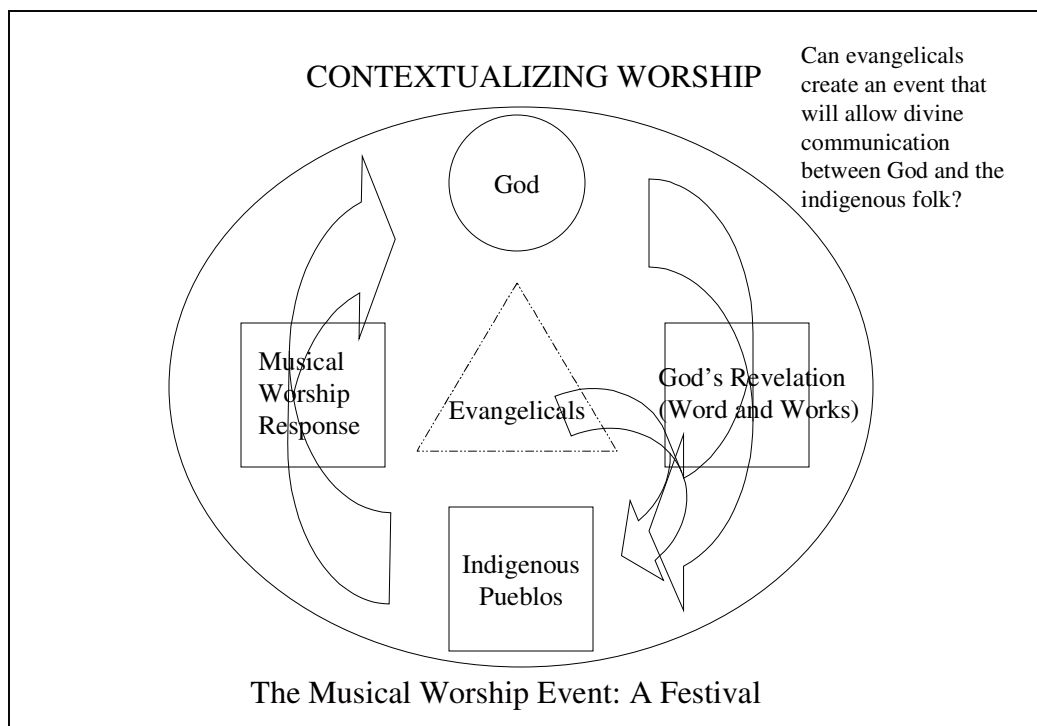 CONTEXTUALIZING WORSHIP
Can evangelicals
create an event that
will allow divine
communication
between God and the
indigenous folk?
God
Musical
Worship
Response
Evangelicals
God's Revelation
(Word and Works)
Indigenous
Pueblos
The Musical Worship Event: A Festival